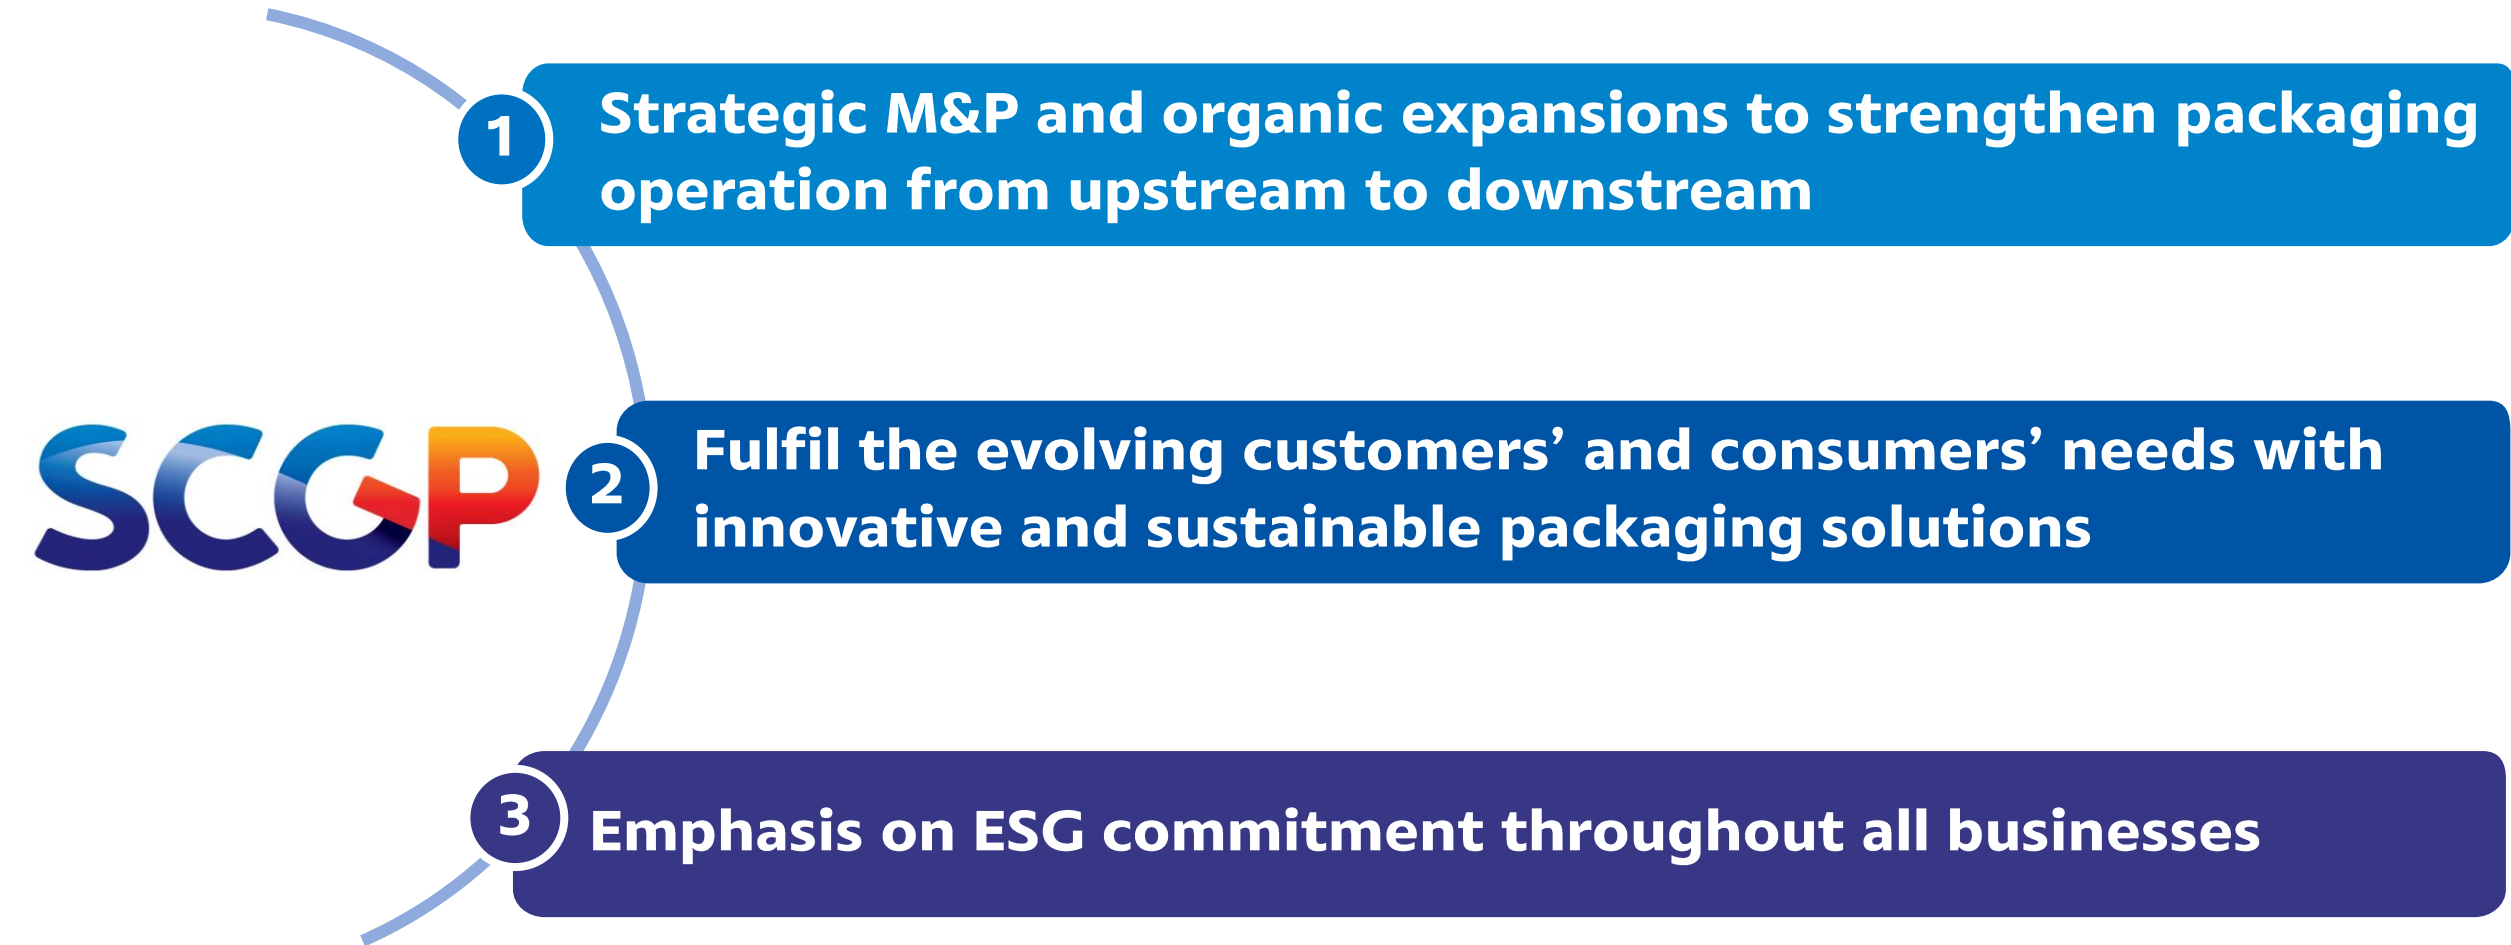 1
Strategic M&P and organic expansions to strengthen packaging
operation from upstream to downstream
SCGP
2
Fulfil the evolving customers’ and consumers’ needs with
innovative and sustainable packaging solutions
3
Emphasis on ESG commitment throughout all businesses